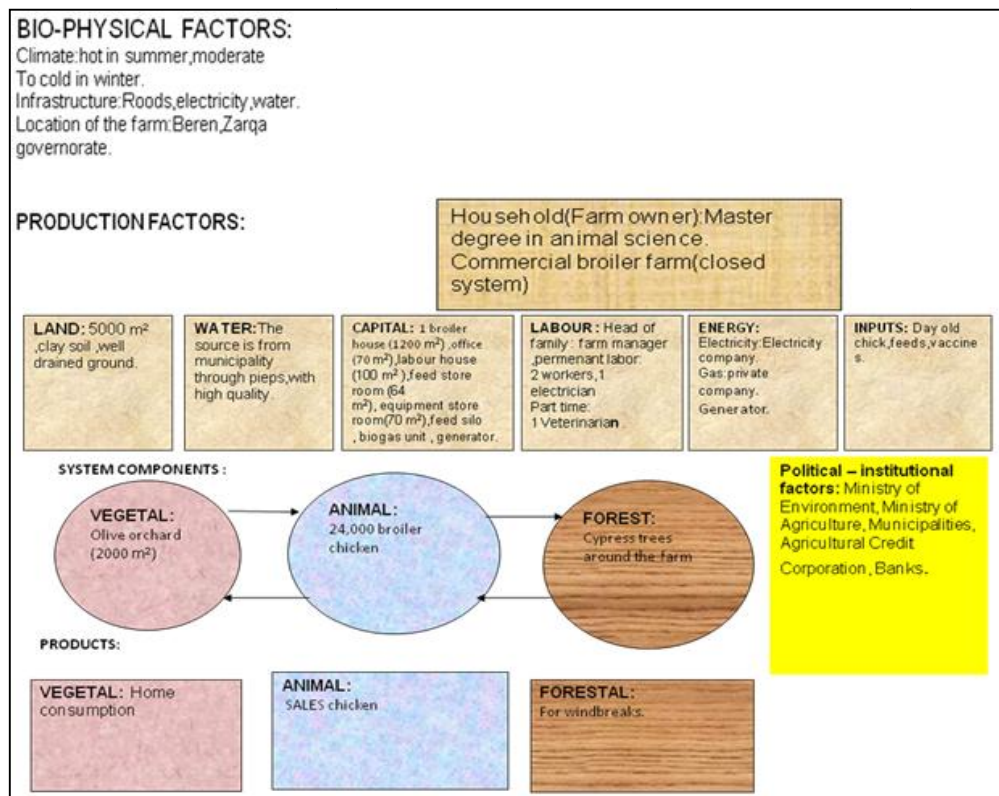 BIO-PHYSICAL FACTORS:
Climate:hot in summer,moderate
To cold in winter.
Infrastructure:Roods,electricity,water.
Location of the farm:Beren,Zarqa
governorate.
PRODUCTION FACTORS:
Household(Farm owner):Master
degree in animal science.
Commercial broiler farm(closed
system)
LAND: 5000 m²
,clay soil ,well
drained ground.
WATER:The
source is from
municipality
through pieps,with
high quality.
CAPITAL: 1 broiler
house (1200 m²) ,office
(70 m²),labour house
(100 m² ),feed store
room (64
m²), equipment store
room(70 m²),feed silo
, biogas unit , generator.
LABOUR : Head of
family : farm manager
,permenant labor:
2 workers,1
electrician
Part time:
1 Veterinarian
ENERGY:
Electricity:Electricity
company.
Gas:private
company.
Generator.
INPUTS: Day old
chick,feeds,vaccine
s.
SYSTEM COMPONENTS :
VEGETAL:
Olive orchard
(2000 m²)
ANIMAL:
24,000 broiler
chicken
FOREST:
Cypress trees
around the farm
Political – institutional
factors: Ministry of
Environment, Ministry of
Agriculture, Municipalities,
Agricultural Credit
Corporation, Banks.
PRODUCTS:
VEGETAL: Home
consumption
ANIMAL:
SALES chicken
FORESTAL:
For windbreaks.